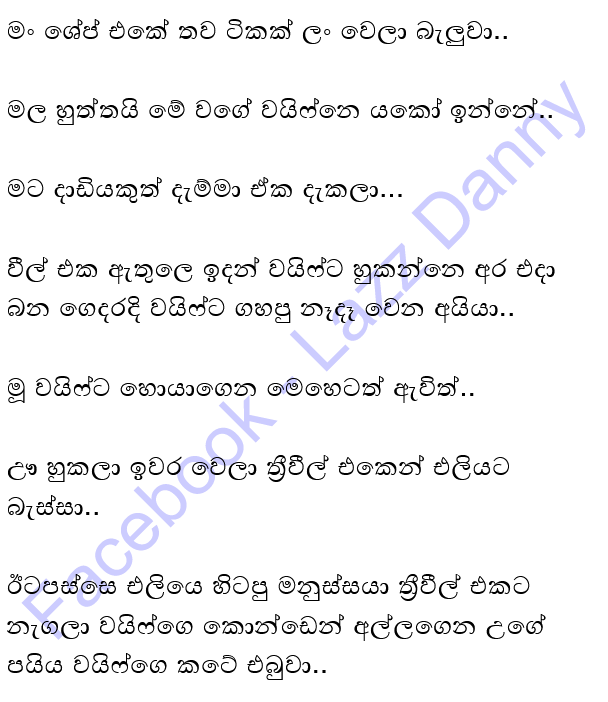 මං ශේප් එකේ තව ටිකක් ලං වෙලා බැලුවා..
මල හුත්තයි මේ වගේ වයිෆ්නෙ යකෝ ඉන්නේ..
මට දාඩියකුත් දැම්මා ඒක දැකලා...
වීල් එක ඇතුලෙ ඉදන් වයිෆ්ට හුකන්නෙ අර එදා
බන ගෙදරදි වයිෆ්ට ගහපු නෑදෑ වෙන අයියා..
මූ වයිෆ්ට හොයාගෙන මෙහෙටත් ඇවිත්..
ඌ හුකලා ඉවර වෙලා ත්‍රීවීල් එකෙන් එලියට
බැස්සා..
ඊටපස්සෙ එලියෙ හිටපු මනුස්සයා ත්‍රීවීල් එකට
නැගලා වයිෆ්ගෙ කොන්ඩෙන් අල්ලගෙන උගේ
පයිය වයිෆ්ගෙ කටේ එබුවා..
Facebook - Lazz Danny